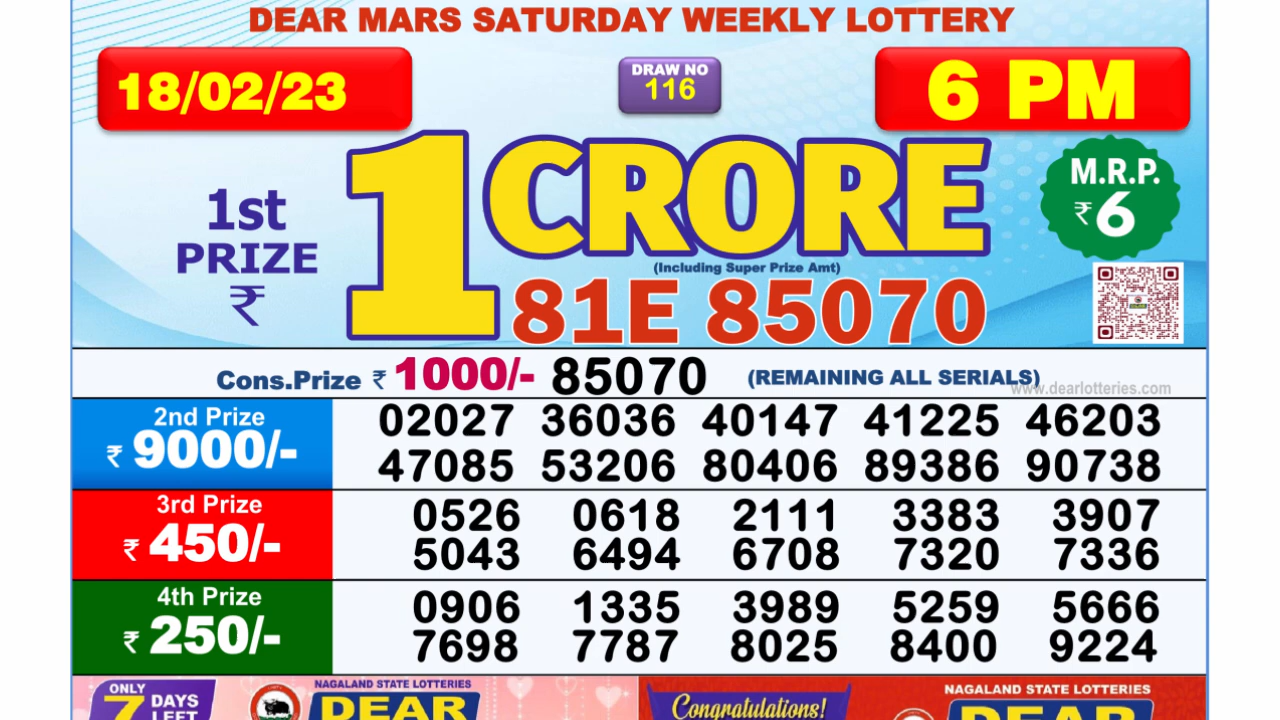 DEAR MARS SATURDAY WEEKLY LOTTERY
18/02/23
DRAW NO
116
6 PM
1st
PRIZE
₹
1 CRORE
(Including Super Prize Amt)
81E 85070
M.R.P.
₹ 6
Cons.Prize ₹ 1000/- 85070 (REMAINING ALL SERIALS)
www.dearlotteries.com
2nd Prize
₹ 9000/-
02027 36036 40147 41225 46203
47085 53206 80406 89386 90738
3rd Prize
₹ 450/-
0526 0618 2111 3383 3907
5043 6494 6708 7320 7336
4th Prize
₹ 250/-
0906 1335 3989 5259 5666
7698 7787 8025 8400 9224
ONLY
7 DAYS
LEFT
NAGALAND STATE LOTTERIES
DEAR
Congratulations!
NAGALAND STATE LOTTERIES
DEAR